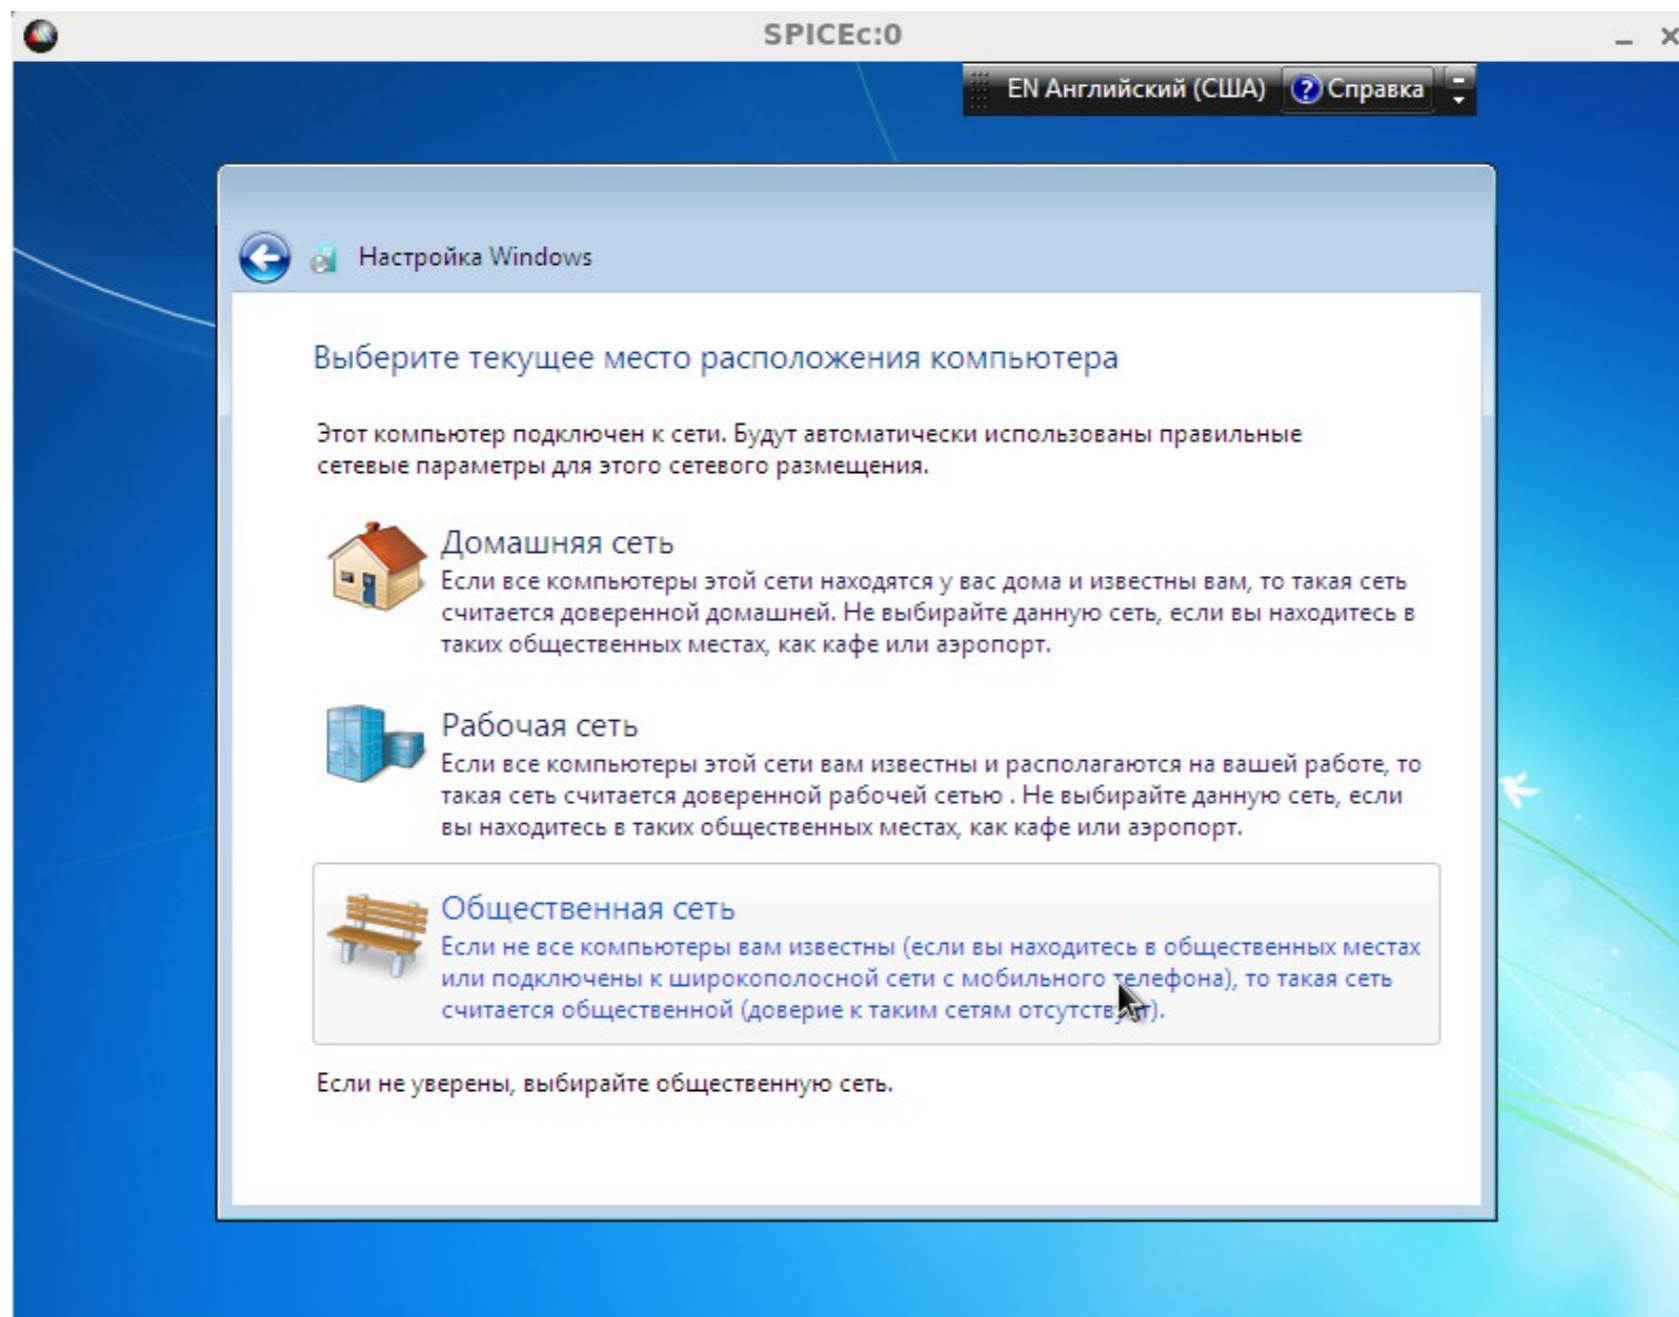 SPICEc:0
EN Английский (США) Справка
Настройка Windows
Выберите текущее место расположения компьютера
Этот компьютер подключен к сети. Будут автоматически использованы правильные
сетевые параметры для этого сетевого размещения.
Домашняя сеть
Если все компьютеры этой сети находятся у вас дома и известны вам, то такая сеть
считается доверенной домашней. Не выбирайте данную сеть, если вы находитесь в
таких общественных местах, как кафе или аэропорт.
Рабочая сеть
Если все компьютеры этой сети вам известны и располагаются на вашей работе, то
такая сеть считается доверенной рабочей сетью . Не выбирайте данную сеть, если
вы находитесь в таких общественных местах, как кафе или аэропорт.
Общественная сеть
Если не все компьютеры вам известны (если вы находитесь в общественных местах
или подключены к широкополосной сети с мобильного телефона), то такая сеть
считается общественной (доверие к таким сетям отсутствует).
Если не уверены, выбирайте общественную сеть.